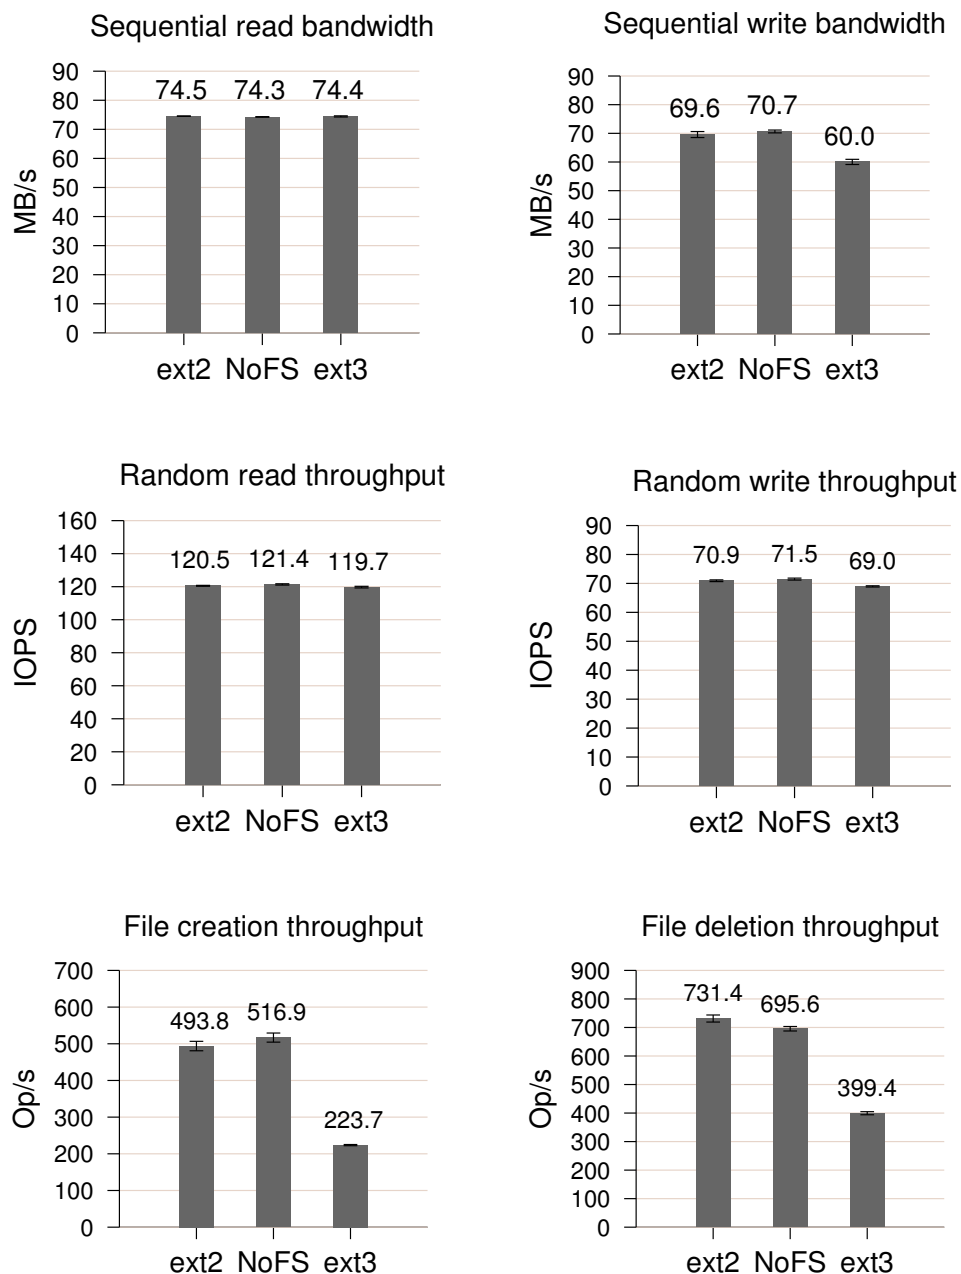 Sequential read bandwidth
90
80
70
60
50
40
30
20
10
0
MB/s
74.5 74.3 74.4
ext2 NoFS ext3
Sequential write bandwidth
90
80
70
60
50
40
30
20
10
0
MB/s
69.6 70.7 60.0
ext2 NoFS ext3
Random read throughput
160
140
120
100
80
60
40
20
0
IOPS
120.5 121.4 119.7
ext2 NoFS ext3
Random write throughput
90
80
70
60
50
40
30
20
10
0
IOPS
70.9 71.5 69.0
ext2 NoFS ext3
File creation throughput
700
600
500
400
300
200
100
0
Op/s
493.8 516.9 223.7
ext2 NoFS ext3
File deletion throughput
900
800
700
600
500
400
300
200
100
0
Op/s
731.4 695.6 399.4
ext2 NoFS ext3